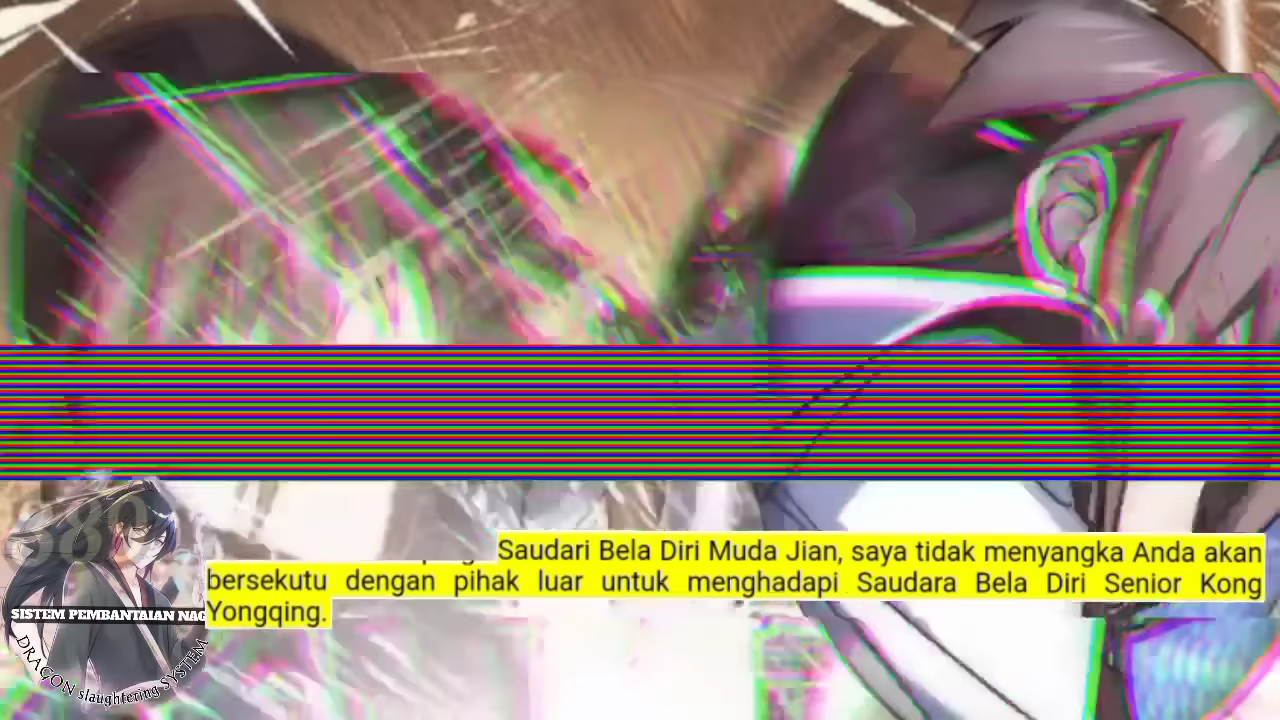 Saudari Bela Diri Muda Jian, saya tidak menyangka Anda akan
bersekutu dengan pihak luar untuk menghadapi Saudara Bela Diri Senior Kong
Yongqing.
SISTEM PEMBANTAIAN NAG
DRAGON slaughtering SYSTEM